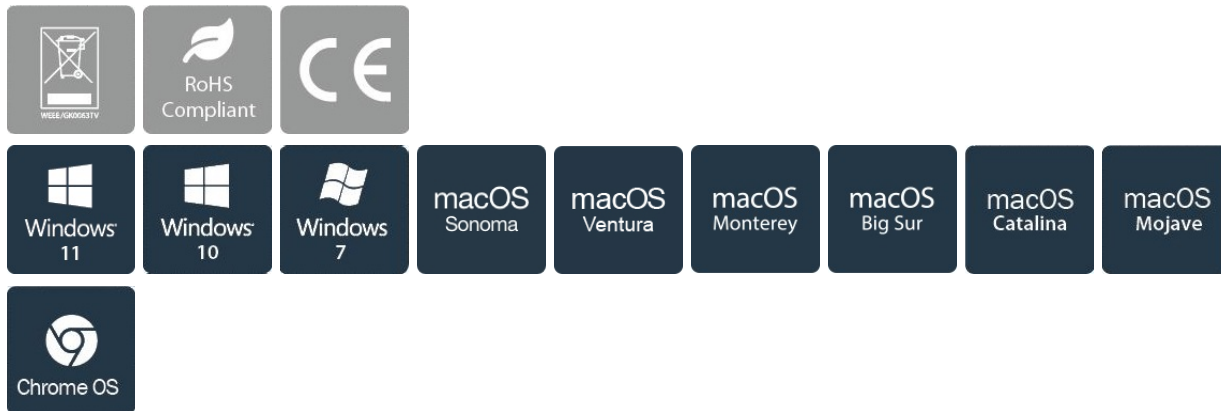 WEEE/GK0063TV
RoHS
Compliant
CE
Windows
11
Windows
10
Windows
7
macOS
Sonoma
macOS
Ventura
macOS
Monterey
macOS
Big Sur
macOS
Catalina
macOS
Mojave
Chrome OS